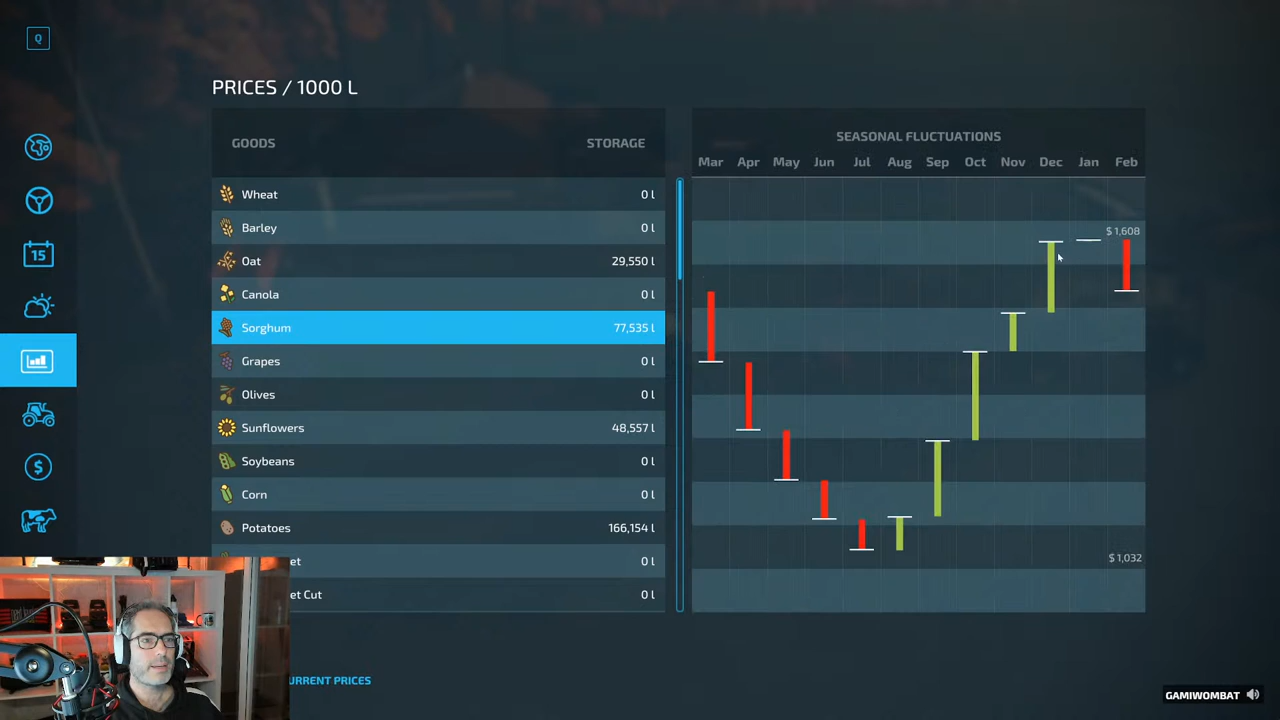 Q
PRICES / 1000 L
GOODS STORAGE
Wheat 0 l
Barley 0 l
Oat 29,550 l
Canola 0 l
Sorghum 77,535 l
Grapes 0 l
Olives 0 l
Sunflowers 48,557 l
Soybeans 0 l
Corn 0 l
Potatoes 166,154 l
et 0 l
et Cut 0 l
URRENT PRICES
SEASONAL FLUCTUATIONS
Mar Apr May Jun Jul Aug Sep Oct Nov Dec Jan Feb
$ 1,608
$ 1,032
15
$
GAMIWOMBAT